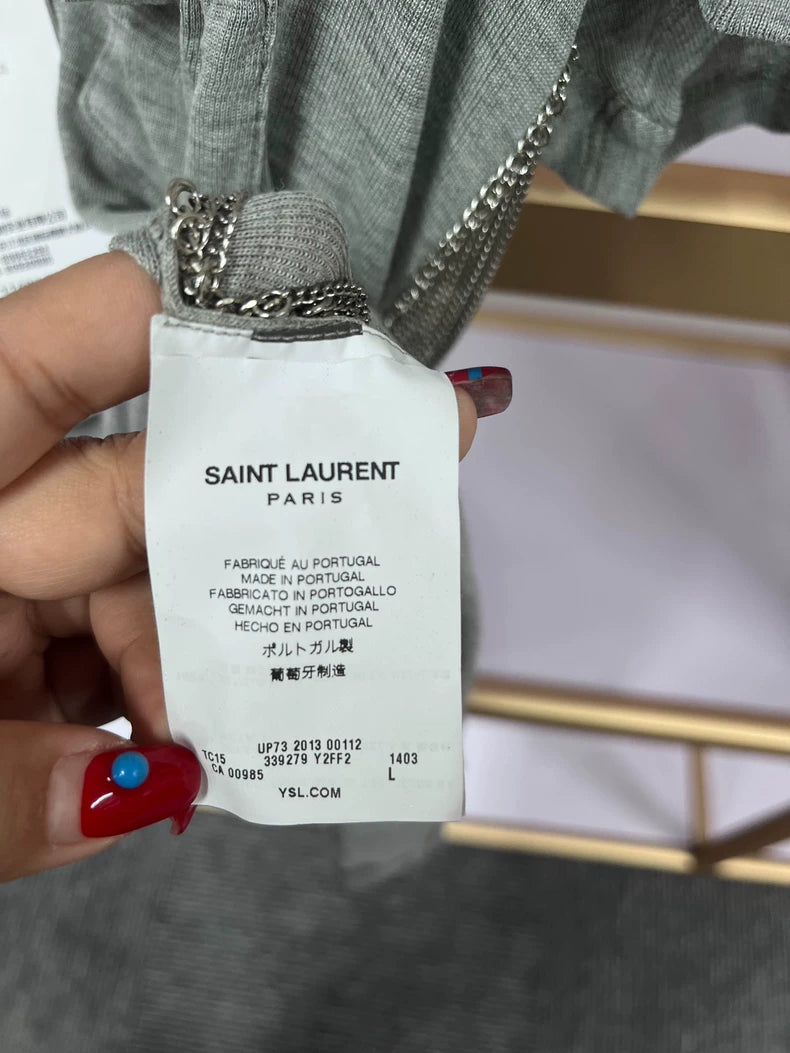 SAINT LAURENT
PARIS
FABRIQUÉ AU PORTUGAL
MADE IN PORTUGAL
FABBRICATO IN PORTOGALLO
GEMACHT IN PORTUGAL
HECHO EN PORTUGAL
ポルトガル製
葡萄牙制造
UP73 2013 00112
TC15 339279 Y2FF2 1403
CA 00985 L
YSL.COM